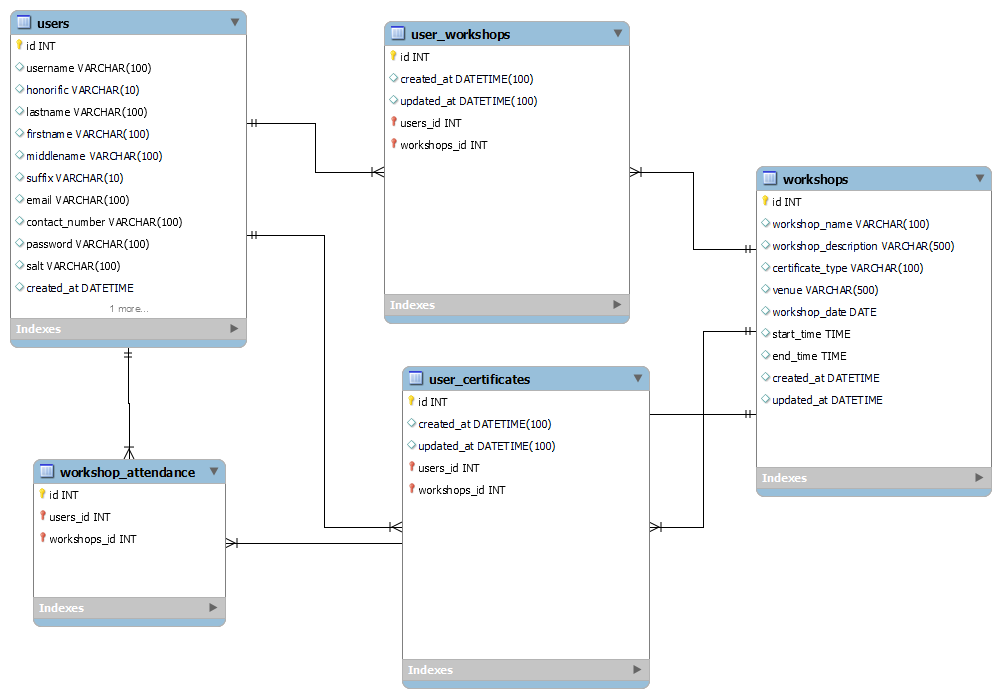 users
id INT
username VARCHAR(100)
honorific VARCHAR(10)
lastname VARCHAR(100)
firstname VARCHAR(100)
middlename VARCHAR(100)
suffix VARCHAR(10)
email VARCHAR(100)
contact_number VARCHAR(100)
password VARCHAR(100)
salt VARCHAR(100)
created_at DATETIME
1 more...
Indexes
user_workshops
id INT
created_at DATETIME(100)
updated_at DATETIME(100)
users_id INT
workshops_id INT
Indexes
workshops
id INT
workshop_name VARCHAR(100)
workshop_description VARCHAR(500)
certificate_type VARCHAR(100)
venue VARCHAR(500)
workshop_date DATE
start_time TIME
end_time TIME
created_at DATETIME
updated_at DATETIME
Indexes
user_certificates
id INT
created_at DATETIME(100)
updated_at DATETIME(100)
users_id INT
workshops_id INT
Indexes
workshop_attendance
id INT
users_id INT
workshops_id INT
Indexes